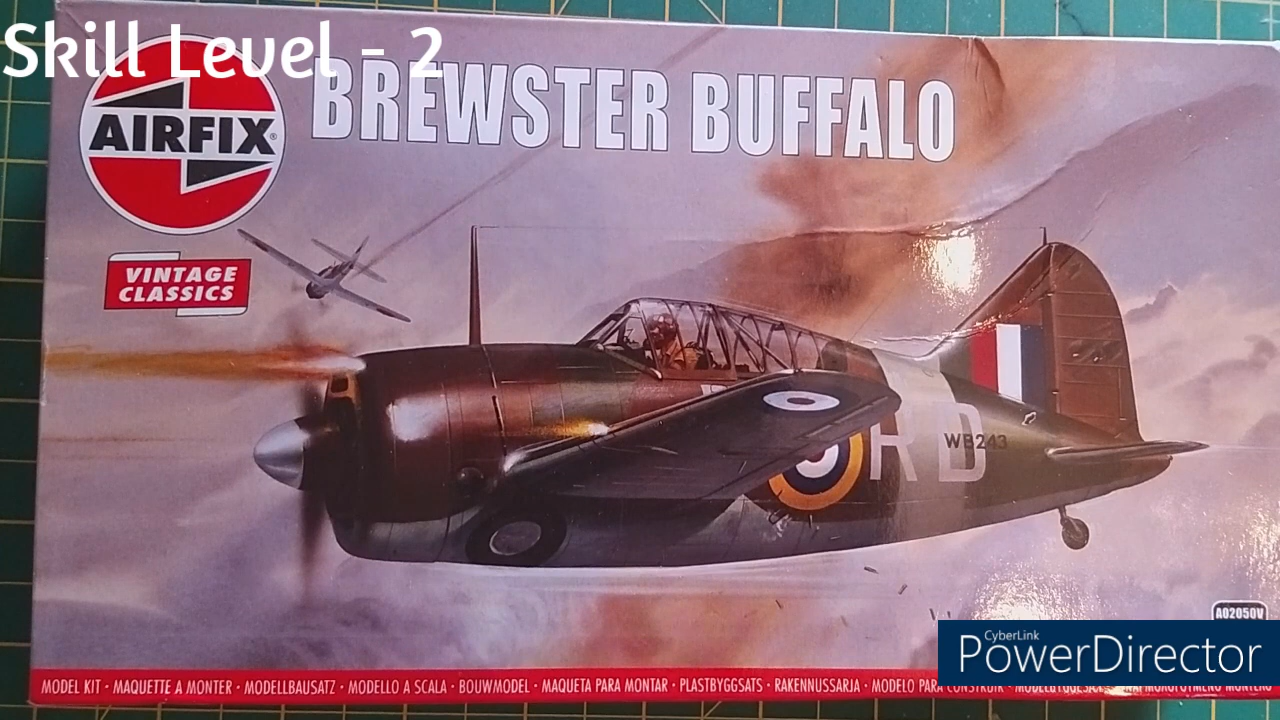 Skill Level - 2
AIRFIX®
BREWSTER BUFFALO
VINTAGE
CLASSICS
RD
WB243
A02050V
CyberLink
PowerDirector
MODEL KIT • MAQUETTE A MONTER • MODELLBAUSATZ • MODELLO A SCALA • BOUWMODEL • MAQUETA PARA MONTAR • PLASTBYGGSATS • RAKENNUSSARJA • MODELO PARA CONSTRUIR •